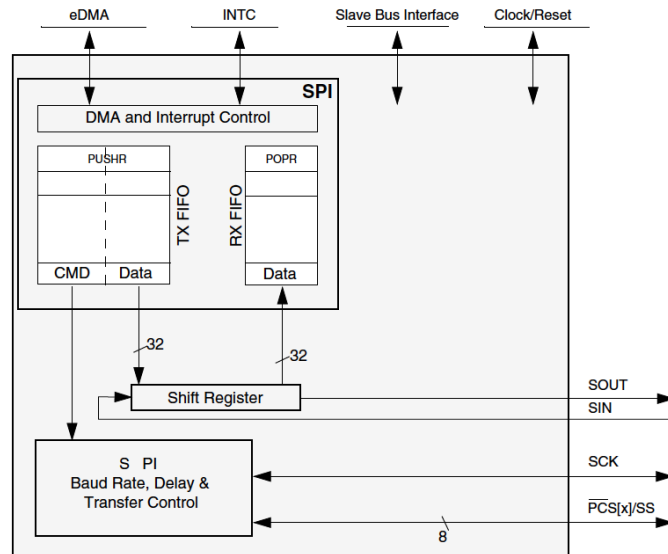 eDMA
INTC
Slave Bus Interface
Clock/Reset
SPI
DMA and Interrupt Control
PUSHR
POPR
TX FIFO
RX FIFO
CMD
Data
Data
32
32
Shift Register
SOUT
SIN
S PI
Baud Rate, Delay &
Transfer Control
SCK
PCS[x]/SS
8